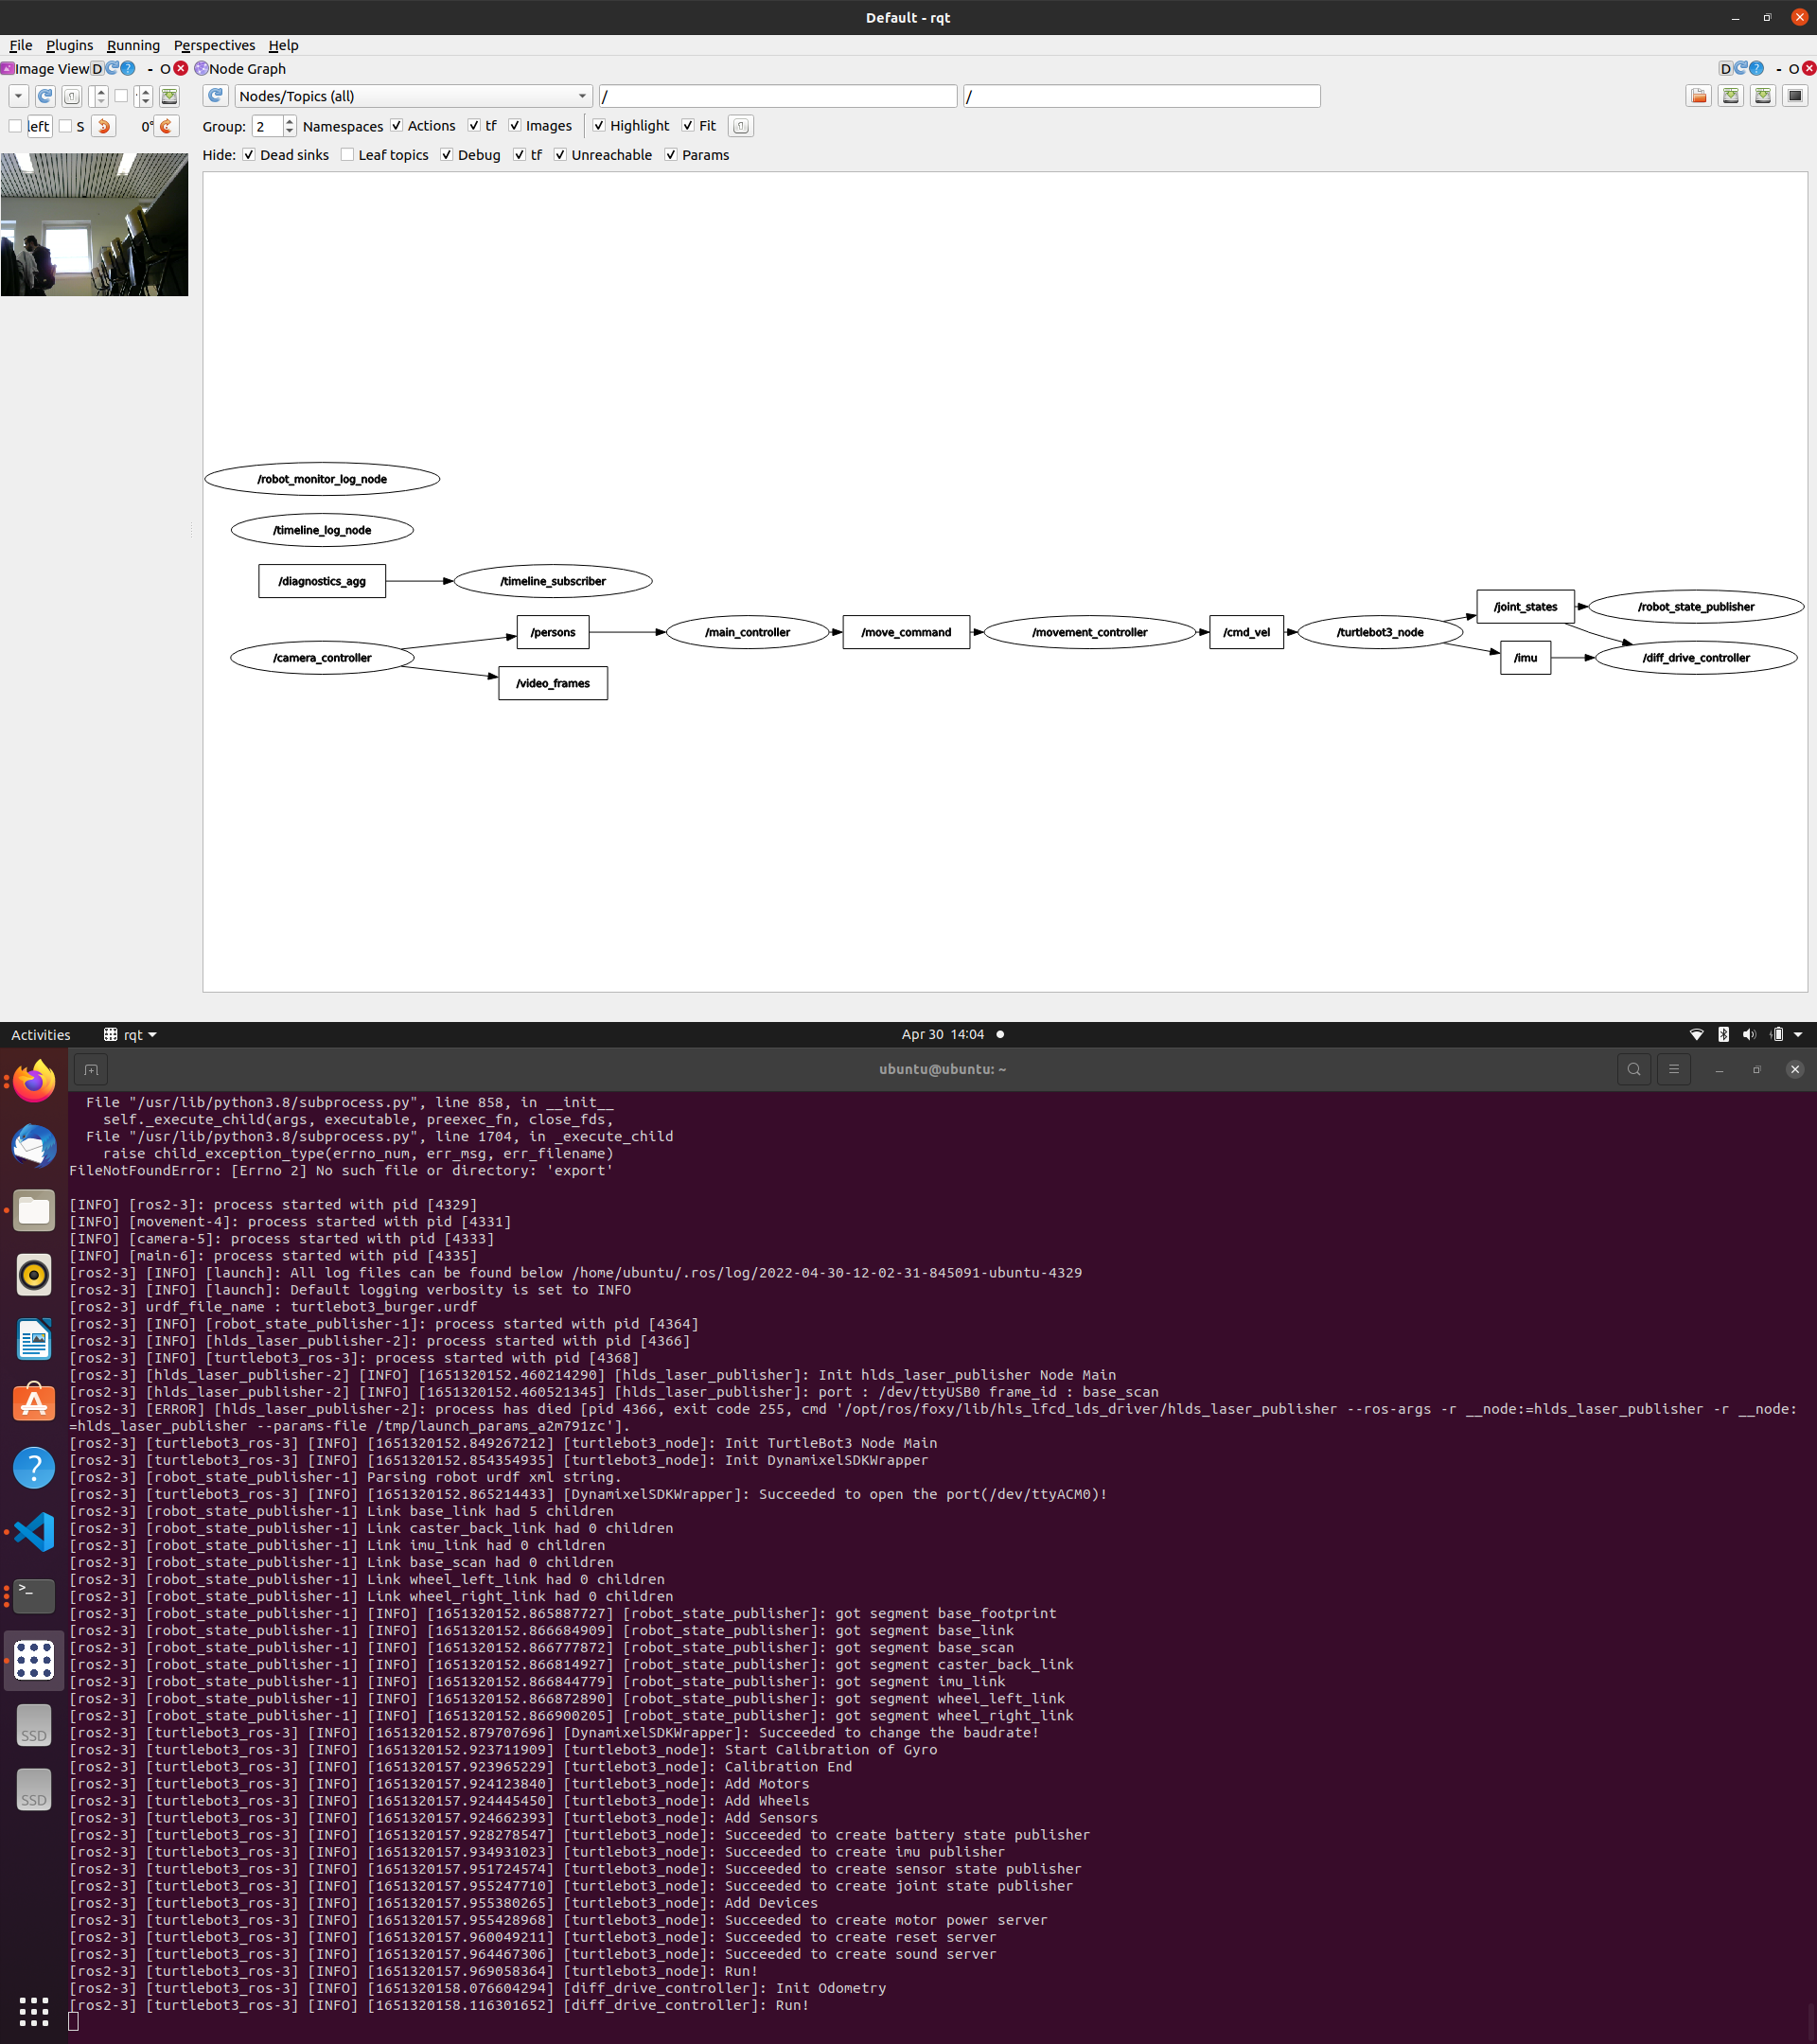 Default - rqt
File Plugins Running Perspectives Help
Image View D - O Node Graph D - O
Nodes/Topics (all) / /
left S 0° Group: 2 Namespaces Actions tf Images Highlight Fit
Hide: Dead sinks Leaf topics Debug tf Unreachable Params
/robot_monitor_log_node
/timeline_log_node
/diagnostics_agg /timeline_subscriber
/joint_states /robot_state_publisher
/persons /main_controller /move_command /movement_controller /cmd_vel /turtlebot3_node
/camera_controller /imu /diff_drive_controller
/video_frames
Activities rqt Apr 30 14:04
ubuntu@ubuntu: ~
File "/usr/lib/python3.8/subprocess.py", line 858, in __init__
self._execute_child(args, executable, preexec_fn, close_fds,
File "/usr/lib/python3.8/subprocess.py", line 1704, in _execute_child
raise child_exception_type(errno_num, err_msg, err_filename)
FileNotFoundError: [Errno 2] No such file or directory: 'export'
[INFO] [ros2-3]: process started with pid [4329]
[INFO] [movement-4]: process started with pid [4331]
[INFO] [camera-5]: process started with pid [4333]
[INFO] [main-6]: process started with pid [4335]
[ros2-3] [INFO] [launch]: All log files can be found below /home/ubuntu/.ros/log/2022-04-30-12-02-31-845091-ubuntu-4329
[ros2-3] [INFO] [launch]: Default logging verbosity is set to INFO
[ros2-3] urdf_file_name : turtlebot3_burger.urdf
[ros2-3] [INFO] [robot_state_publisher-1]: process started with pid [4364]
[ros2-3] [INFO] [hlds_laser_publisher-2]: process started with pid [4366]
[ros2-3] [INFO] [turtlebot3_ros-3]: process started with pid [4368]
[ros2-3] [hlds_laser_publisher-2] [INFO] [1651320152.460214290] [hlds_laser_publisher]: Init hlds_laser_publisher Node Main
[ros2-3] [hlds_laser_publisher-2] [INFO] [1651320152.460521345] [hlds_laser_publisher]: port : /dev/ttyUSB0 frame_id : base_scan
[ros2-3] [ERROR] [hlds_laser_publisher-2]: process has died [pid 4366, exit code 255, cmd '/opt/ros/foxy/lib/hls_lfcd_lds_driver/hlds_laser_publisher --ros-args -r __node:=hlds_laser_publisher -r __node:
=hlds_laser_publisher --params-file /tmp/launch_params_a2m791zc'].
[ros2-3] [turtlebot3_ros-3] [INFO] [1651320152.849267212] [turtlebot3_node]: Init TurtleBot3 Node Main
[ros2-3] [turtlebot3_ros-3] [INFO] [1651320152.854354935] [turtlebot3_node]: Init DynamixelSDKWrapper
[ros2-3] [robot_state_publisher-1] Parsing robot urdf xml string.
[ros2-3] [turtlebot3_ros-3] [INFO] [1651320152.865214433] [DynamixelSDKWrapper]: Succeeded to open the port(/dev/ttyACM0)!
[ros2-3] [robot_state_publisher-1] Link base_link had 5 children
[ros2-3] [robot_state_publisher-1] Link caster_back_link had 0 children
[ros2-3] [robot_state_publisher-1] Link imu_link had 0 children
[ros2-3] [robot_state_publisher-1] Link base_scan had 0 children
[ros2-3] [robot_state_publisher-1] Link wheel_left_link had 0 children
[ros2-3] [robot_state_publisher-1] Link wheel_right_link had 0 children
[ros2-3] [robot_state_publisher-1] [INFO] [1651320152.865887727] [robot_state_publisher]: got segment base_footprint
[ros2-3] [robot_state_publisher-1] [INFO] [1651320152.866684909] [robot_state_publisher]: got segment base_link
[ros2-3] [robot_state_publisher-1] [INFO] [1651320152.866777872] [robot_state_publisher]: got segment base_scan
[ros2-3] [robot_state_publisher-1] [INFO] [1651320152.866814927] [robot_state_publisher]: got segment caster_back_link
[ros2-3] [robot_state_publisher-1] [INFO] [1651320152.866844779] [robot_state_publisher]: got segment imu_link
[ros2-3] [robot_state_publisher-1] [INFO] [1651320152.866872890] [robot_state_publisher]: got segment wheel_left_link
[ros2-3] [robot_state_publisher-1] [INFO] [1651320152.866900205] [robot_state_publisher]: got segment wheel_right_link
[ros2-3] [turtlebot3_ros-3] [INFO] [1651320152.879707696] [DynamixelSDKWrapper]: Succeeded to change the baudrate!
[ros2-3] [turtlebot3_ros-3] [INFO] [1651320152.923711909] [turtlebot3_node]: Start Calibration of Gyro
[ros2-3] [turtlebot3_ros-3] [INFO] [1651320157.923965229] [turtlebot3_node]: Calibration End
[ros2-3] [turtlebot3_ros-3] [INFO] [1651320157.924123840] [turtlebot3_node]: Add Motors
[ros2-3] [turtlebot3_ros-3] [INFO] [1651320157.924445450] [turtlebot3_node]: Add Wheels
[ros2-3] [turtlebot3_ros-3] [INFO] [1651320157.924662393] [turtlebot3_node]: Add Sensors
[ros2-3] [turtlebot3_ros-3] [INFO] [1651320157.928278547] [turtlebot3_node]: Succeeded to create battery state publisher
[ros2-3] [turtlebot3_ros-3] [INFO] [1651320157.934931023] [turtlebot3_node]: Succeeded to create imu publisher
[ros2-3] [turtlebot3_ros-3] [INFO] [1651320157.951724574] [turtlebot3_node]: Succeeded to create sensor state publisher
[ros2-3] [turtlebot3_ros-3] [INFO] [1651320157.955247710] [turtlebot3_node]: Succeeded to create joint state publisher
[ros2-3] [turtlebot3_ros-3] [INFO] [1651320157.955380265] [turtlebot3_node]: Add Devices
[ros2-3] [turtlebot3_ros-3] [INFO] [1651320157.955428968] [turtlebot3_node]: Succeeded to create motor power server
[ros2-3] [turtlebot3_ros-3] [INFO] [1651320157.960049211] [turtlebot3_node]: Succeeded to create reset server
[ros2-3] [turtlebot3_ros-3] [INFO] [1651320157.964467306] [turtlebot3_node]: Succeeded to create sound server
[ros2-3] [turtlebot3_ros-3] [INFO] [1651320157.969058364] [turtlebot3_node]: Run!
[ros2-3] [turtlebot3_ros-3] [INFO] [1651320158.076604294] [diff_drive_controller]: Init Odometry
[ros2-3] [turtlebot3_ros-3] [INFO] [1651320158.116301652] [diff_drive_controller]: Run!
SSD
SSD